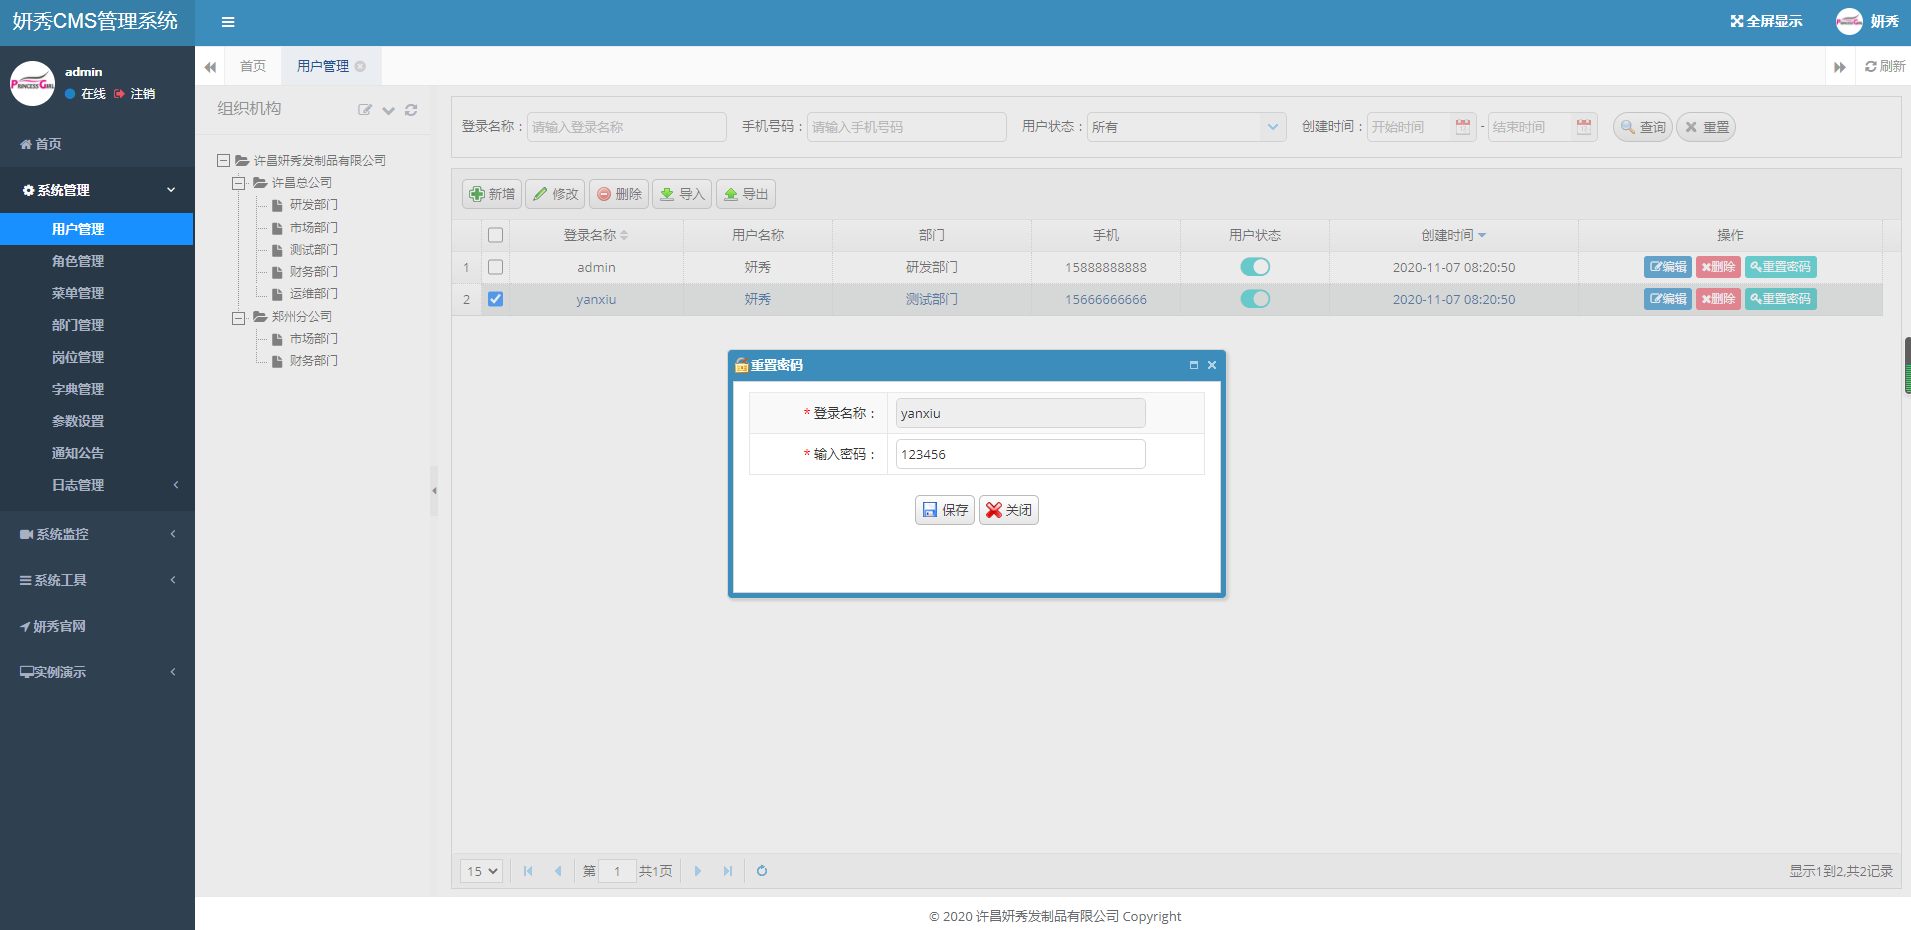 妍秀CMS管理系统
全屏显示
妍秀
admin
在线 注销
首页
用户管理
刷新
首页
系统管理
用户管理
角色管理
菜单管理
部门管理
岗位管理
字典管理
参数设置
通知公告
日志管理
系统监控
系统工具
妍秀官网
实例演示
组织机构
许昌妍秀发制品有限公司
许昌总公司
研发部门
市场部门
测试部门
财务部门
运维部门
郑州分公司
市场部门
财务部门
登录名称： 请输入登录名称 手机号码： 请输入手机号码 用户状态： 所有 创建时间： 开始时间 - 结束时间 查询 重置
新增 修改 删除 导入 导出
登录名称 用户名称 部门 手机 用户状态 创建时间 操作
1 admin 妍秀 研发部门 15888888888 2020-11-07 08:20:50 编辑 删除 重置密码
2 yanxiu 妍秀 测试部门 15666666666 2020-11-07 08:20:50 编辑 删除 重置密码
重置密码
*登录名称： yanxiu
*输入密码： 123456
保存 关闭
15 第 1 共1页
显示1到2,共2记录
© 2020 许昌妍秀发制品有限公司 Copyright